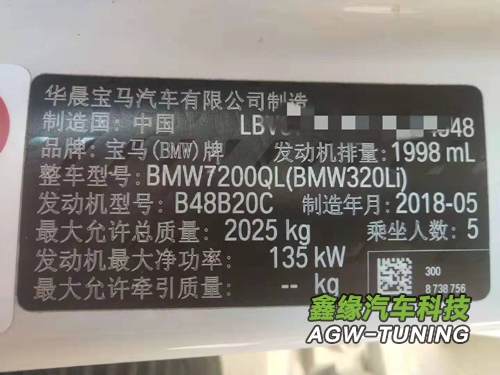 华晨宝马汽车有限公司制造
制造国：中国 LBV
品牌：宝马(BMW)牌 发动机排量：1998 mL
整车型号：BMW7200QL(BMW320Li)
发动机型号：B48B20C 制造年月：2018-05
最大允许总质量：2025 kg 乘坐人数：5
发动机最大净功率：135 kW
最大允许牵引质量：-- kg
300
8 738 756
鑫缘汽车科技
AGW-TUNING